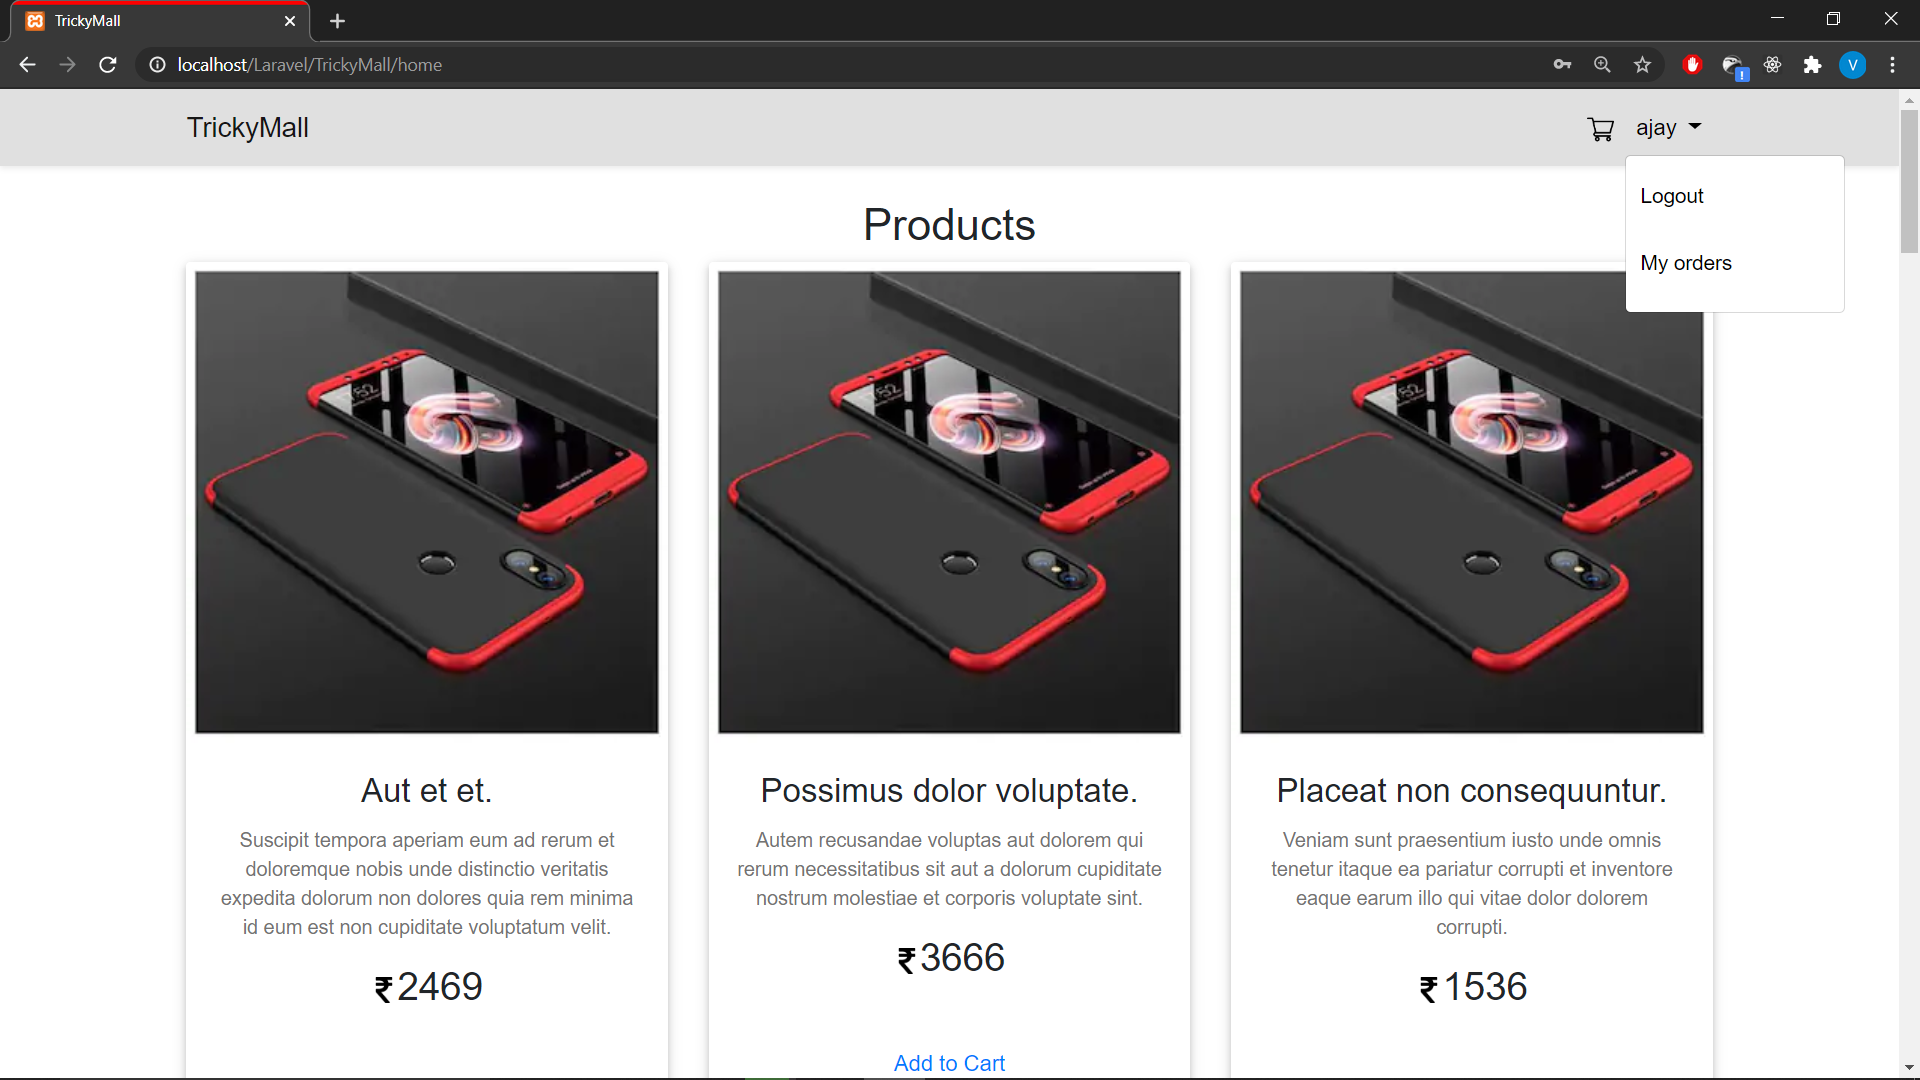 TrickyMall
localhost/Laravel/TrickyMall/home
V
TrickyMall
ajay
Logout
My orders
Products
Aut et et.
Suscipit tempora aperiam eum ad rerum et
doloremque nobis unde distinctio veritatis
expedita dolorum non dolores quia rem minima
id eum est non cupiditate voluptatum velit.
₹2469
Possimus dolor voluptate.
Autem recusandae voluptas aut dolorem qui
rerum necessitatibus sit aut a dolorum cupiditate
nostrum molestiae et corporis voluptate sint.
₹3666
Add to Cart
Placeat non consequuntur.
Veniam sunt praesentium iusto unde omnis
tenetur itaque ea pariatur corrupti et inventore
eaque earum illo qui vitae dolor dolorem
corrupti.
₹1536